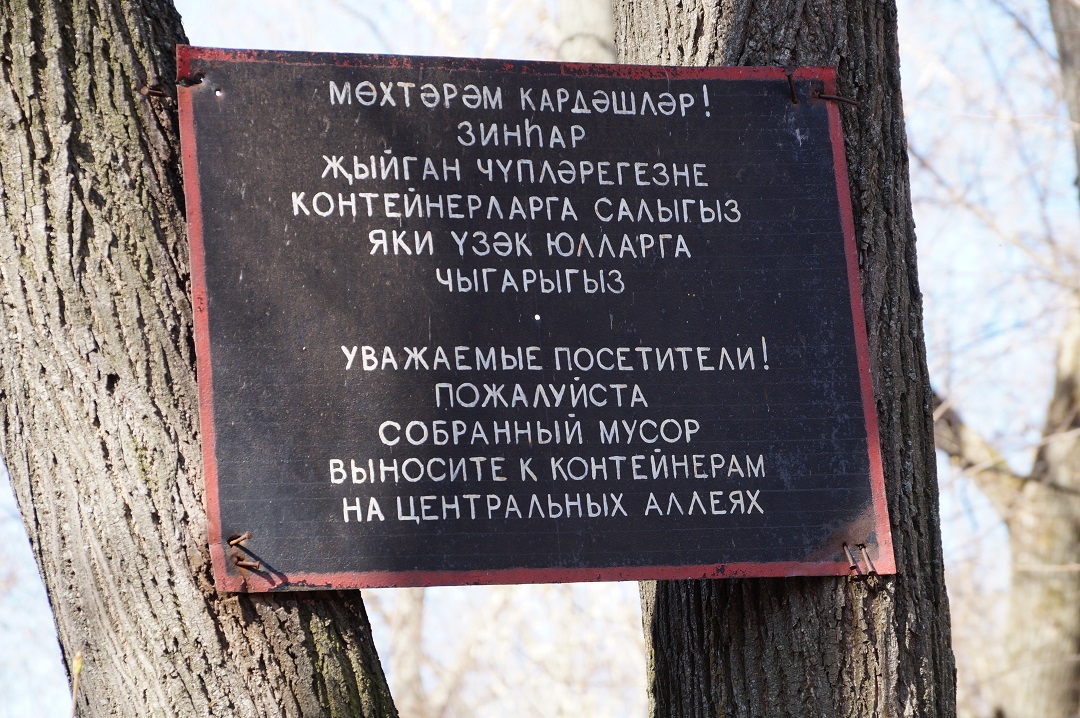 МӨХТӘРӘМ КАРДӘШЛӘР!
ЗИНҺАР
ҖЫЙГАН ЧҮПЛӘРЕГЕЗНЕ
КОНТЕЙНЕРЛАРГА САЛЫГЫЗ
ЯКИ ҮЗӘК ЮЛЛАРГА
ЧЫГАРЫГЫЗ
УВАЖАЕМЫЕ ПОСЕТИТЕЛИ!
ПОЖАЛУЙСТА
СОБРАННЫЙ МУСОР
ВЫНОСИТЕ К КОНТЕЙНЕРАМ
НА ЦЕНТРАЛЬНЫХ АЛЛЕЯХ